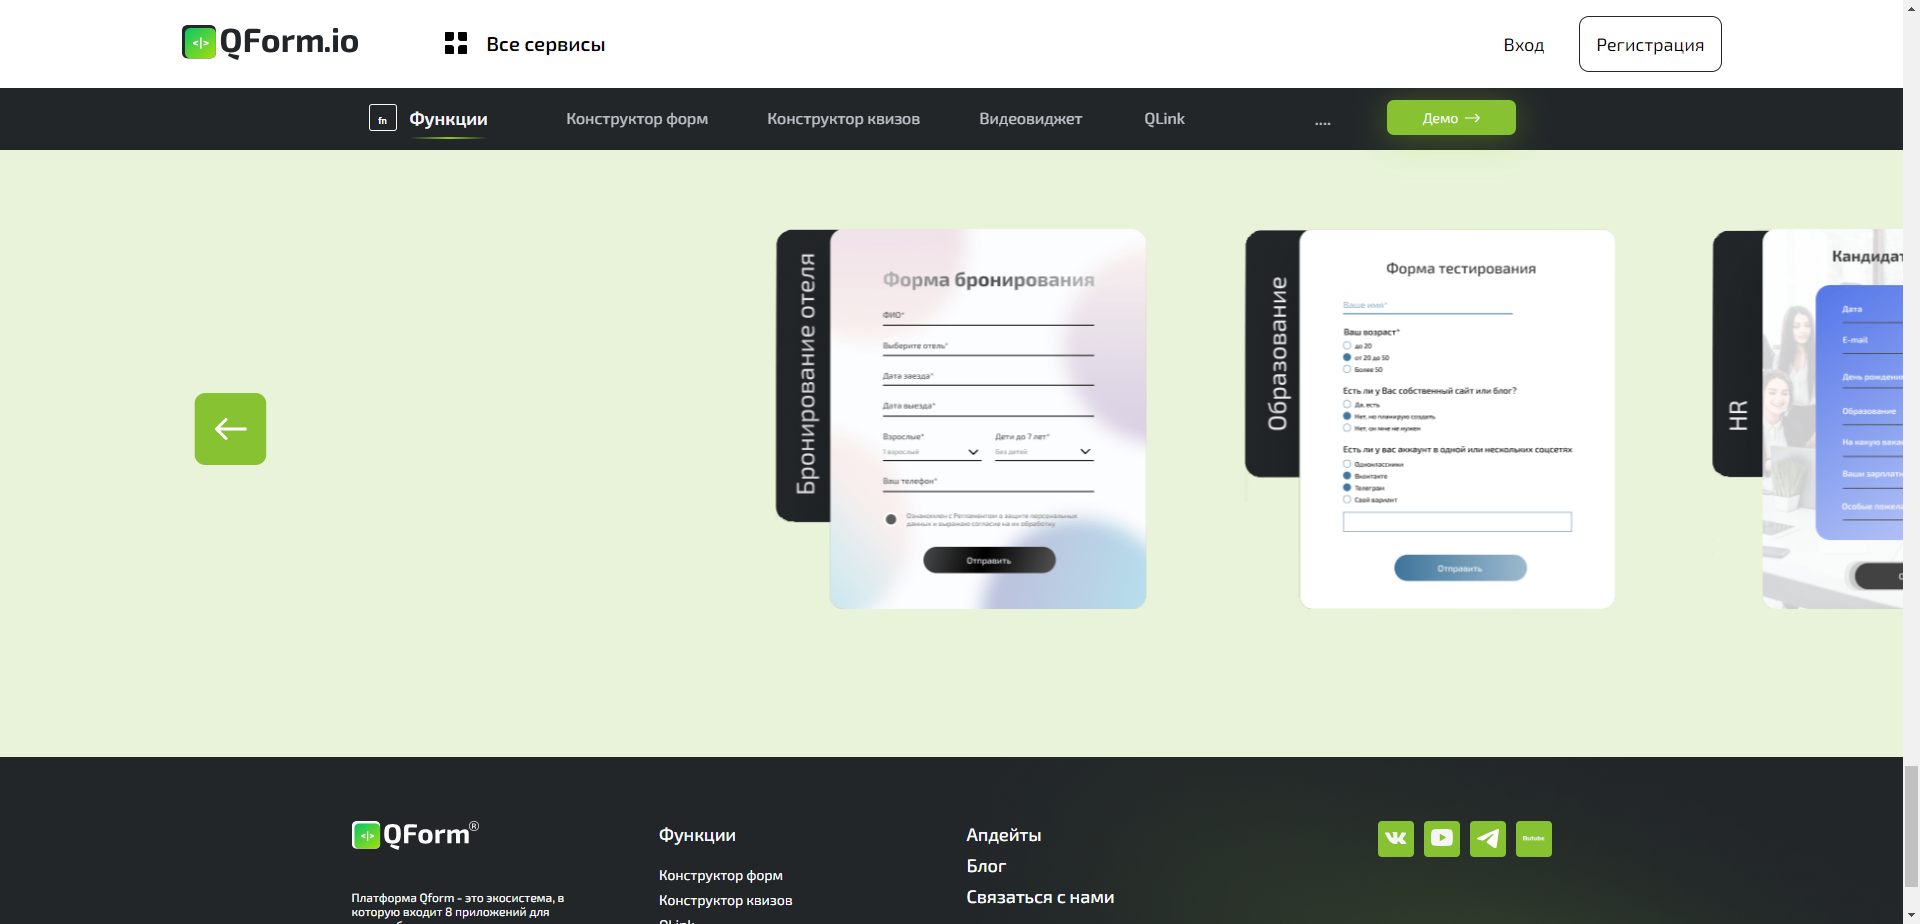 QForm.io
Все сервисы
Вход
Регистрация
fn
Функции
Конструктор форм
Конструктор квизов
Видеовиджет
QLink
....
Демо
Бронирование отеля
Форма бронирования
ФИО*
Выберите отель*
Дата заезда*
Дата выезда*
Взрослые*
Дети до 7 лет*
1 взрослый
Без детей
Ваш телефон*
Ознакомлен с Регламентом о защите персональных
данных и выражаю согласие на их обработку
Отправить
Образование
Форма тестирования
Ваше имя*
Ваш возраст*
до 20
от 20 до 50
Более 50
Есть ли у Вас собственный сайт или блог?
Да, есть
Нет, но планирую создать
Нет, он мне не нужен
Есть ли у вас аккаунт в одной или нескольких соцсетях
Одноклассники
Вконтакте
Телеграм
Свой вариант
Отправить
HR
Кандидат
Дата
E-mail
День рождени
Образование
На какую вака
Ваши зарплат
Особые пожел
QForm®
Платформа Qform - это экосистема, в
которую входит 8 приложений для
Функции
Конструктор форм
Конструктор квизов
QLink
Апдейты
Блог
Связаться с нами
Rutube